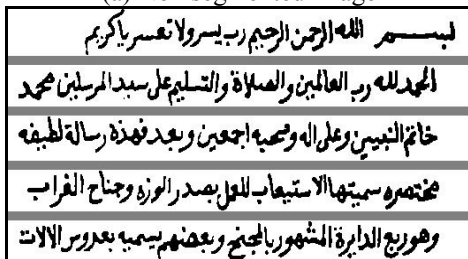 بسم الله الرحمن الرحيم رب يسر ولا تعسر يا كريم
الحمد لله رب العالمين والصلاة والتسليم على سيد المرسلين محمد
خاتم النبيين وعلى اله وصحبه اجمعين وبعد فهذه رسالة لطيفه
مختصره سميتها الاستيعاب للعمل بصدر الوزه وجناح الغراب
وهو ربع الدايرة المشهور بالمجنح وبعضهم يسميه بعدوس الالات